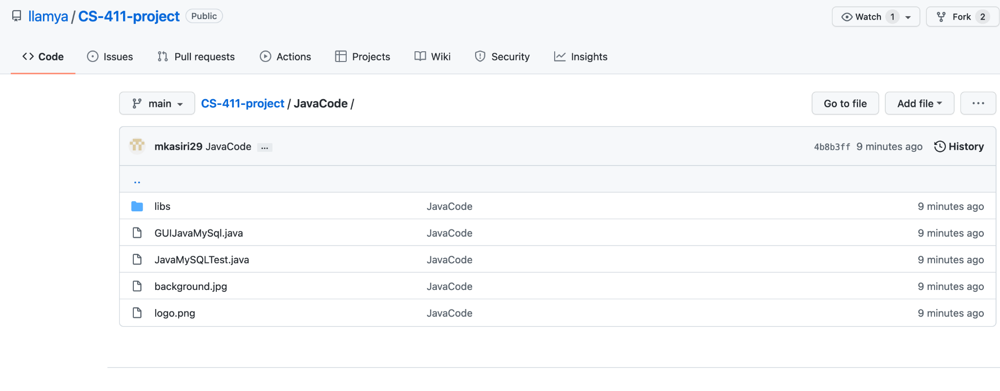 llamya / CS-411-project Public Watch 1 Fork 2
Code Issues Pull requests Actions Projects Wiki Security Insights
main CS-411-project / JavaCode / Go to file Add file ...
mkasiri29 JavaCode ... 4b8b3ff 9 minutes ago History
..
libs JavaCode 9 minutes ago
GUIJavaMySql.java JavaCode 9 minutes ago
JavaMySQLTest.java JavaCode 9 minutes ago
background.jpg JavaCode 9 minutes ago
logo.png JavaCode 9 minutes ago